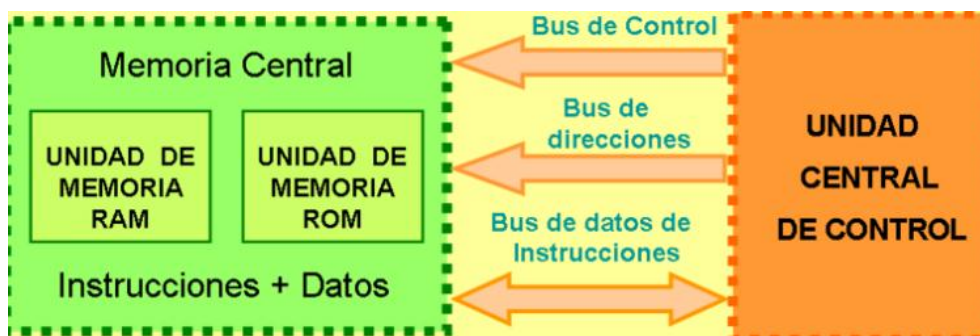 Memoria Central
UNIDAD DE
MEMORIA
RAM
UNIDAD DE
MEMORIA
ROM
Instrucciones + Datos
Bus de Control
Bus de
direcciones
Bus de datos de
Instrucciones
UNIDAD
CENTRAL
DE CONTROL